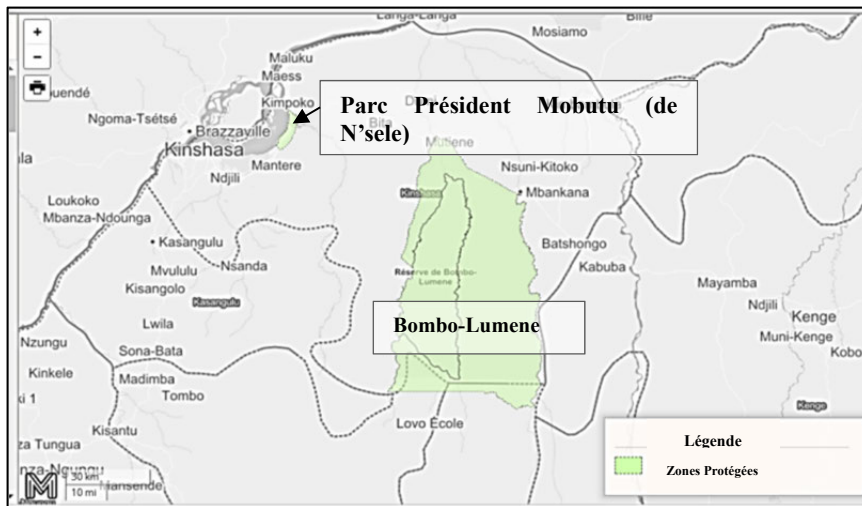 +
−
Langa-Langa
Bille
Mosiamo
Maluku
Maess
Kimpoko
Parc Président Mobutu (de
N'sele)
Ngoma-Tsétsé
Brazzaville
Bita
Mutiene
Kinshasa
Mantere
Ndjili
Nsuni-Kitoko
Kinshasa
Mbankana
Loukoko
Mbanza-Ndounga
Kasangulu
Batshongo
Nsanda
Mvululu
Réserve de Bombo-
Lumene
Kabuba
Kisangolo
Mayamba
Kasangulu
Ndjili
Kenge
Bombo-Lumene
Lwila
Muni-Kenge
Nzungu
Sona-Bata
Kobo
Kinkele
Madimba
Tombo
Kenge
Lovo École
Kisantu
Légende
za Tungua
Zones Protégées
30 km
10 mi